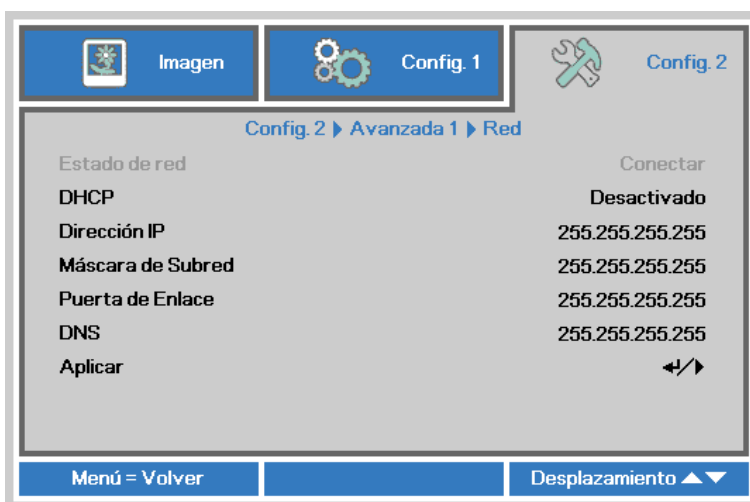 Imagen
Config. 1
Config. 2
Config. 2 ▶ Avanzada 1 ▶ Red
Estado de red Conectar
DHCP Desactivado
Dirección IP 255.255.255.255
Máscara de Subred 255.255.255.255
Puerta de Enlace 255.255.255.255
DNS 255.255.255.255
Aplicar ↵/▶
Menú = Volver
Desplazamiento ▲▼